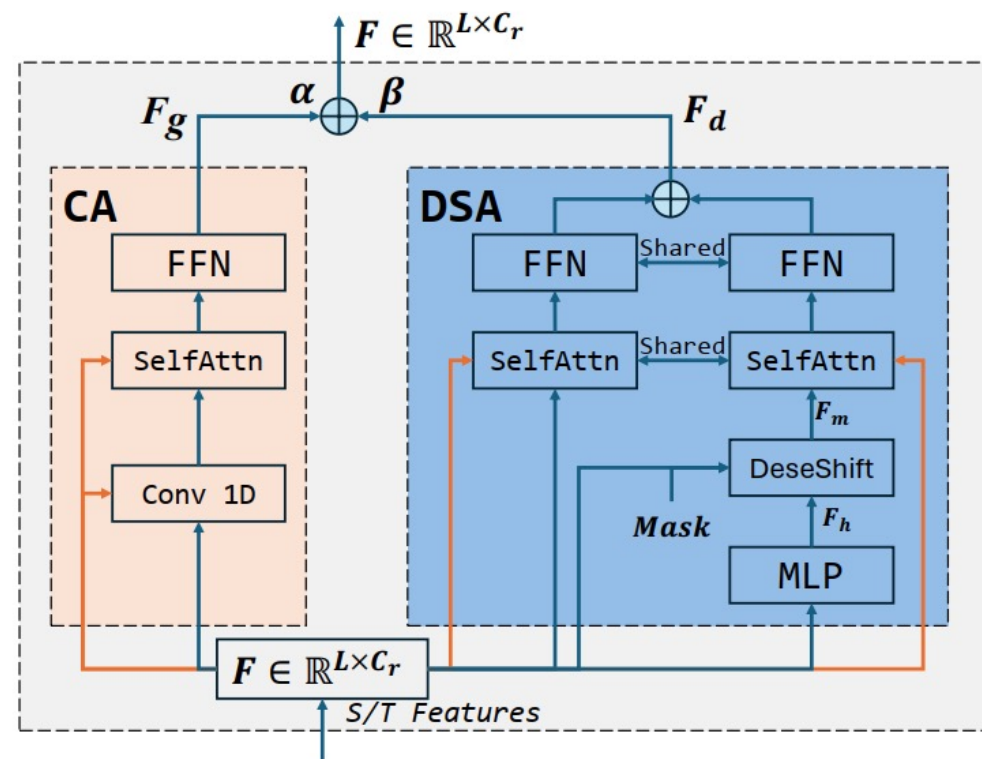 F ∈ ℝ^{L×C_r}
α
β
F_g
F_d
CA
DSA
FFN
FFN
Shared
FFN
SelfAttn
SelfAttn
Shared
SelfAttn
F_m
Conv 1D
DeseShift
Mask
F_h
MLP
F ∈ ℝ^{L×C_r}
S/T Features